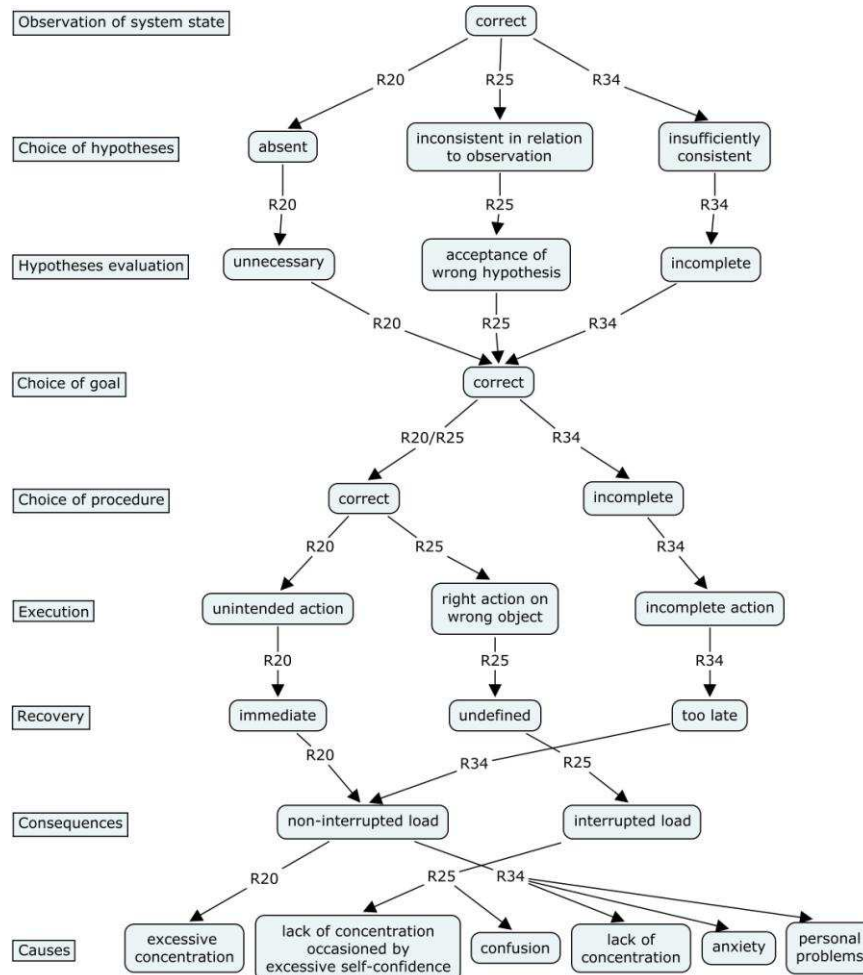 Observation of system state
correct
R20
R25
R34
Choice of hypotheses
absent
inconsistent in relation
to observation
insufficiently
consistent
R20
R25
R34
Hypotheses evaluation
unnecessary
acceptance of
wrong hypothesis
incomplete
R20
R25
R34
Choice of goal
correct
R20/R25
R34
Choice of procedure
correct
incomplete
R20
R25
R34
Execution
unintended action
right action on
wrong object
incomplete action
R20
R25
R34
Recovery
immediate
undefined
too late
R20
R34
R25
Consequences
non-interrupted load
interrupted load
R20
R25
R34
Causes
excessive
concentration
lack of concentration
occasioned by
excessive self-confidence
confusion
lack of
concentration
anxiety
personal
problems